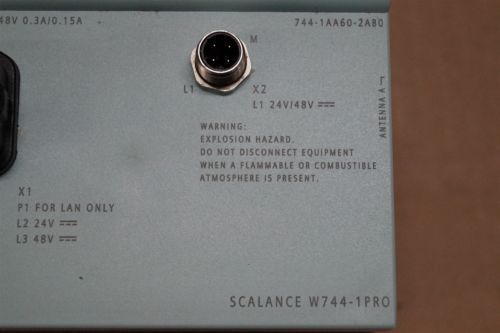 48V 0.3A/0.15A
744-1AA60-2AB0
M
L1
X2
L1 24V/48V
ANTENNA A
WARNING:
EXPLOSION HAZARD.
DO NOT DISCONNECT EQUIPMENT
WHEN A FLAMMABLE OR COMBUSTIBLE
ATMOSPHERE IS PRESENT.
X1
P1 FOR LAN ONLY
L2 24V
L3 48V
SCALANCE W744-1PRO